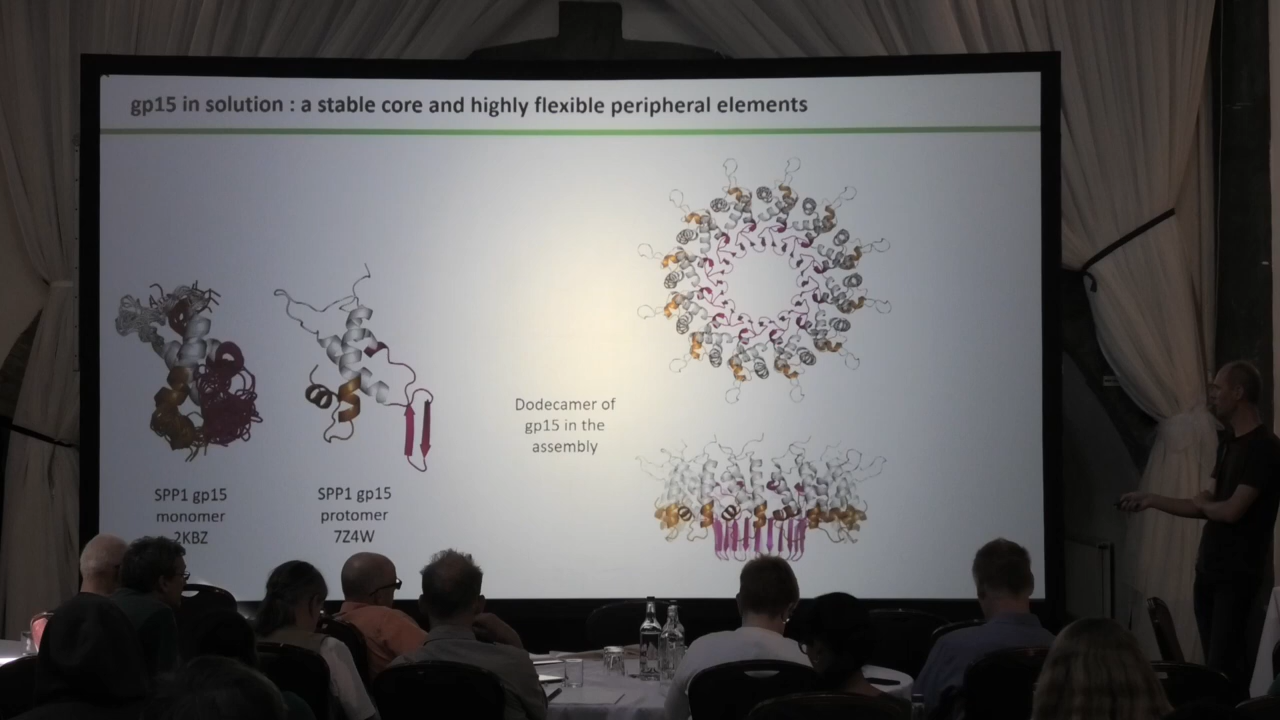 gp15 in solution : a stable core and highly flexible peripheral elements
Dodecamer of
gp15 in the
assembly
SPP1 gp15
monomer
2KBZ
SPP1 gp15
protomer
7Z4W